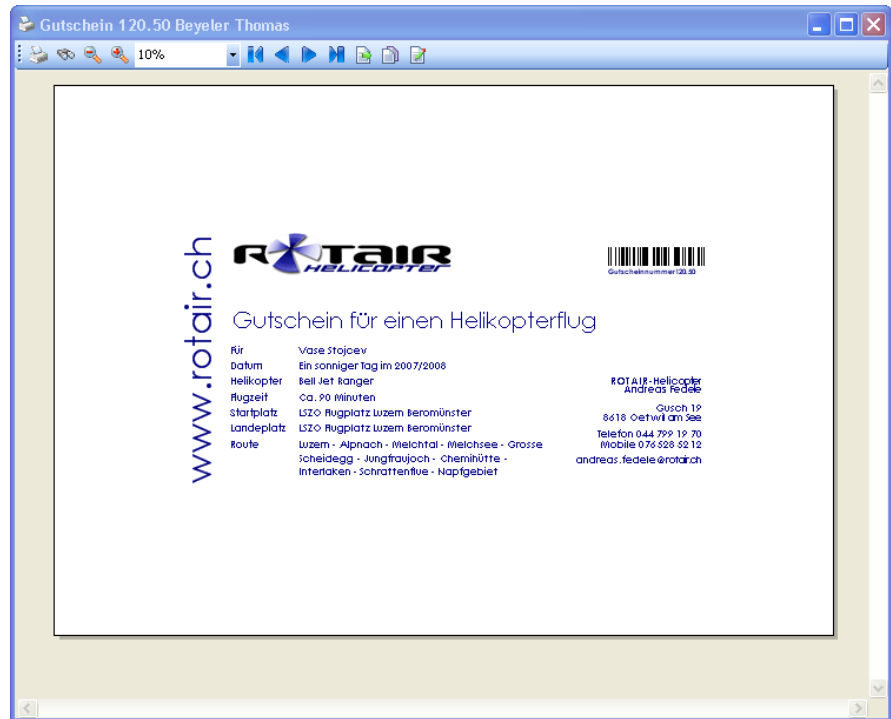 Gutschein 120.50 Beyeler Thomas
10%
www.rotair.ch
ROTAIR
HELICOPTER
Gutscheinnummer 120.50
Gutschein für einen Helikopterflug
Für Vase Stojcev
Datum Ein sonniger Tag im 2007/2008
Helikopter Bell Jet Ranger
Flugzeit Ca. 90 Minuten
Startplatz LSZO Flugplatz Luzern Beromünster
Landeplatz LSZO Flugplatz Luzern Beromünster
Route Luzern - Alpnach - Melchtal - Melchsee - Grosse
Scheidegg - Jungfraujoch - Chemihütte -
Interlaken - Schrattenflue - Napfgebiet
ROTAIR-Helicopter
Andreas Fedele
Gusch 19
8618 Oetwil am See
Telefon 044 799 19 70
Mobile 076 528 52 12
andreas.fedele@rotair.ch